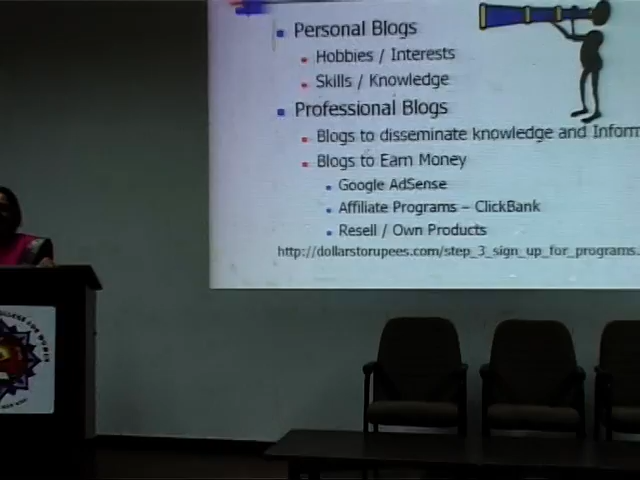 Personal Blogs
Hobbies / Interests
Skills / Knowledge
Professional Blogs
Blogs to disseminate knowledge and Inform
Blogs to Earn Money
Google AdSense
Affiliate Programs – ClickBank
Resell / Own Products
http://dollarstorupees.com/step_3_sign_up_for_programs.